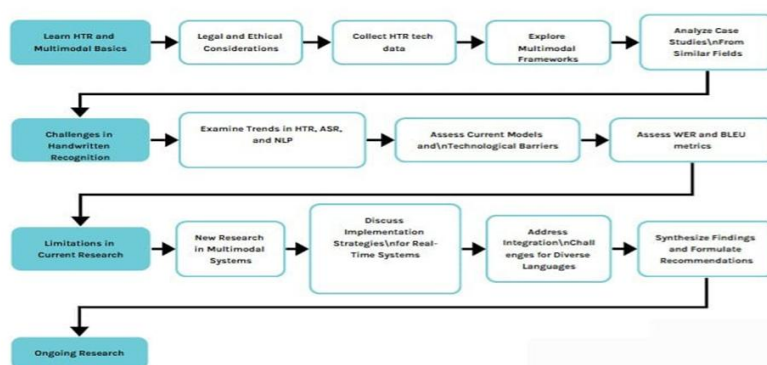 Learn HTR and
Multimodal Basics
Legal and Ethical
Considerations
Collect HTR tech
data
Explore
Multimodal
Frameworks
Analyze Case
Studies\nFrom
Similar Fields
Challenges in
Handwritten
Recognition
Examine Trends in HTR, ASR,
and NLP
Assess Current Models
and\nTechnological Barriers
Assess WER and BLEU
metrics
Limitations in
Current Research
New Research
in Multimodal
Systems
Discuss
Implementation
Strategies\nfor Real-
Time Systems
Address
Integration\nChall
enges for Diverse
Languages
Synthesize Findings
and Formulate
Recommendations
Ongoing Research